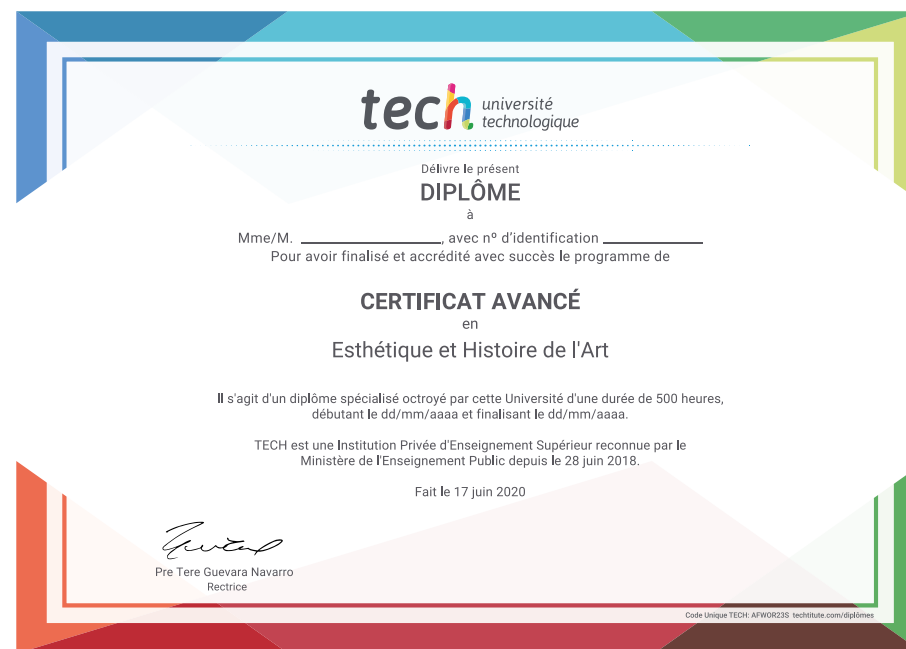 tech université
technologique
Délivre le présent
DIPLÔME
à
Mme/M. ____________________, avec nº d'identification ______________
Pour avoir finalisé et accrédité avec succès le programme de
CERTIFICAT AVANCÉ
en
Esthétique et Histoire de l'Art
Il s'agit d'un diplôme spécialisé octroyé par cette Université d'une durée de 500 heures,
débutant le dd/mm/aaaa et finalisant le dd/mm/aaaa.
TECH est une Institution Privée d'Enseignement Supérieur reconnue par le
Ministère de l'Enseignement Public depuis le 28 juin 2018.
Fait le 17 juin 2020
Pre Tere Guevara Navarro
Rectrice
Code Unique TECH: AFWOR23S techtitute.com/diplômes